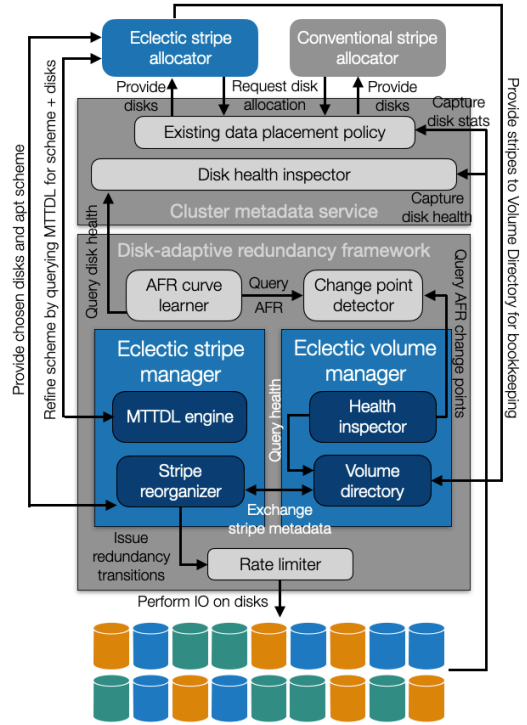 Eclectic stripe
allocator
Conventional stripe
allocator
Provide
disks
Request disk
allocation
Provide
disks
Capture
disk stats
Existing data placement policy
Disk health inspector
Cluster metadata service
Capture
disk health
Disk-adaptive redundancy framework
Query disk health
AFR curve
learner
Query
AFR
Change point
detector
Eclectic stripe
manager
Eclectic volume
manager
MTTDL engine
Health
inspector
Query health
Query AFR change points
Stripe
reorganizer
Volume
directory
Exchange
stripe metadata
Issue
redundancy
transitions
Rate limiter
Perform IO on disks
Provide chosen disks and apt scheme
Refine scheme by querying MTTDL for scheme + disks
Provide stripes to Volume Directory for bookkeeping